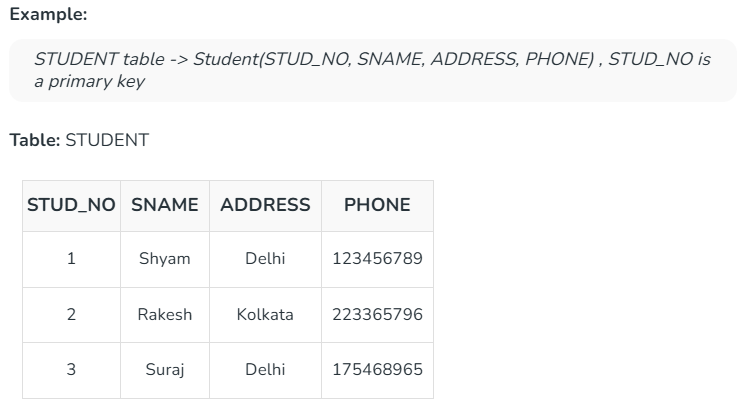 Example:
STUDENT table -> Student(STUD_NO, SNAME, ADDRESS, PHONE) , STUD_NO is
a primary key
Table: STUDENT
STUD_NO SNAME ADDRESS PHONE
1 Shyam Delhi 123456789
2 Rakesh Kolkata 223365796
3 Suraj Delhi 175468965